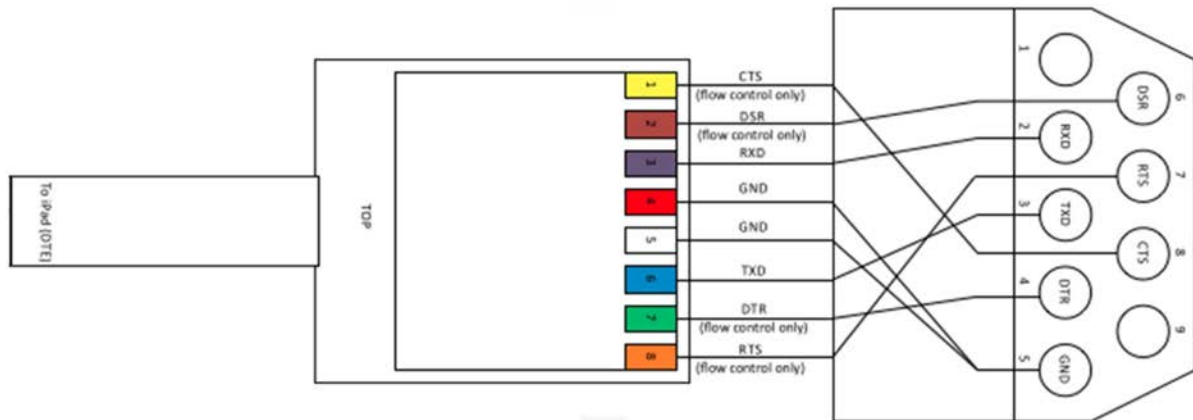 To iPad (DTE)
TOP
1
2
3
4
5
6
7
8
CTS
(flow control only)
DSR
(flow control only)
RXD
GND
GND
TXD
DTR
(flow control only)
RTS
(flow control only)
1
2
RXD
3
TXD
4
DTR
5
GND
6
DSR
7
RTS
8
CTS
9